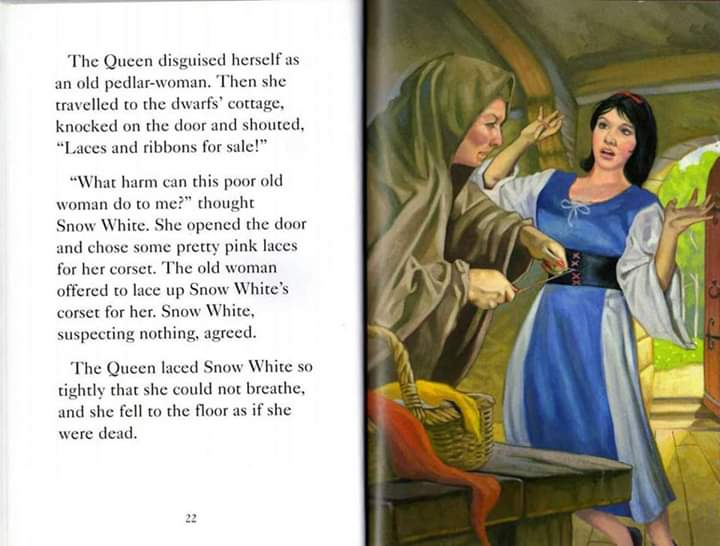 The Queen disguised herself as
an old pedlar-woman. Then she
travelled to the dwarfs' cottage,
knocked on the door and shouted,
“Laces and ribbons for sale!”
“What harm can this poor old
woman do to me?” thought
Snow White. She opened the door
and chose some pretty pink laces
for her corset. The old woman
offered to lace up Snow White's
corset for her. Snow White,
suspecting nothing, agreed.
The Queen laced Snow White so
tightly that she could not breathe,
and she fell to the floor as if she
were dead.
22